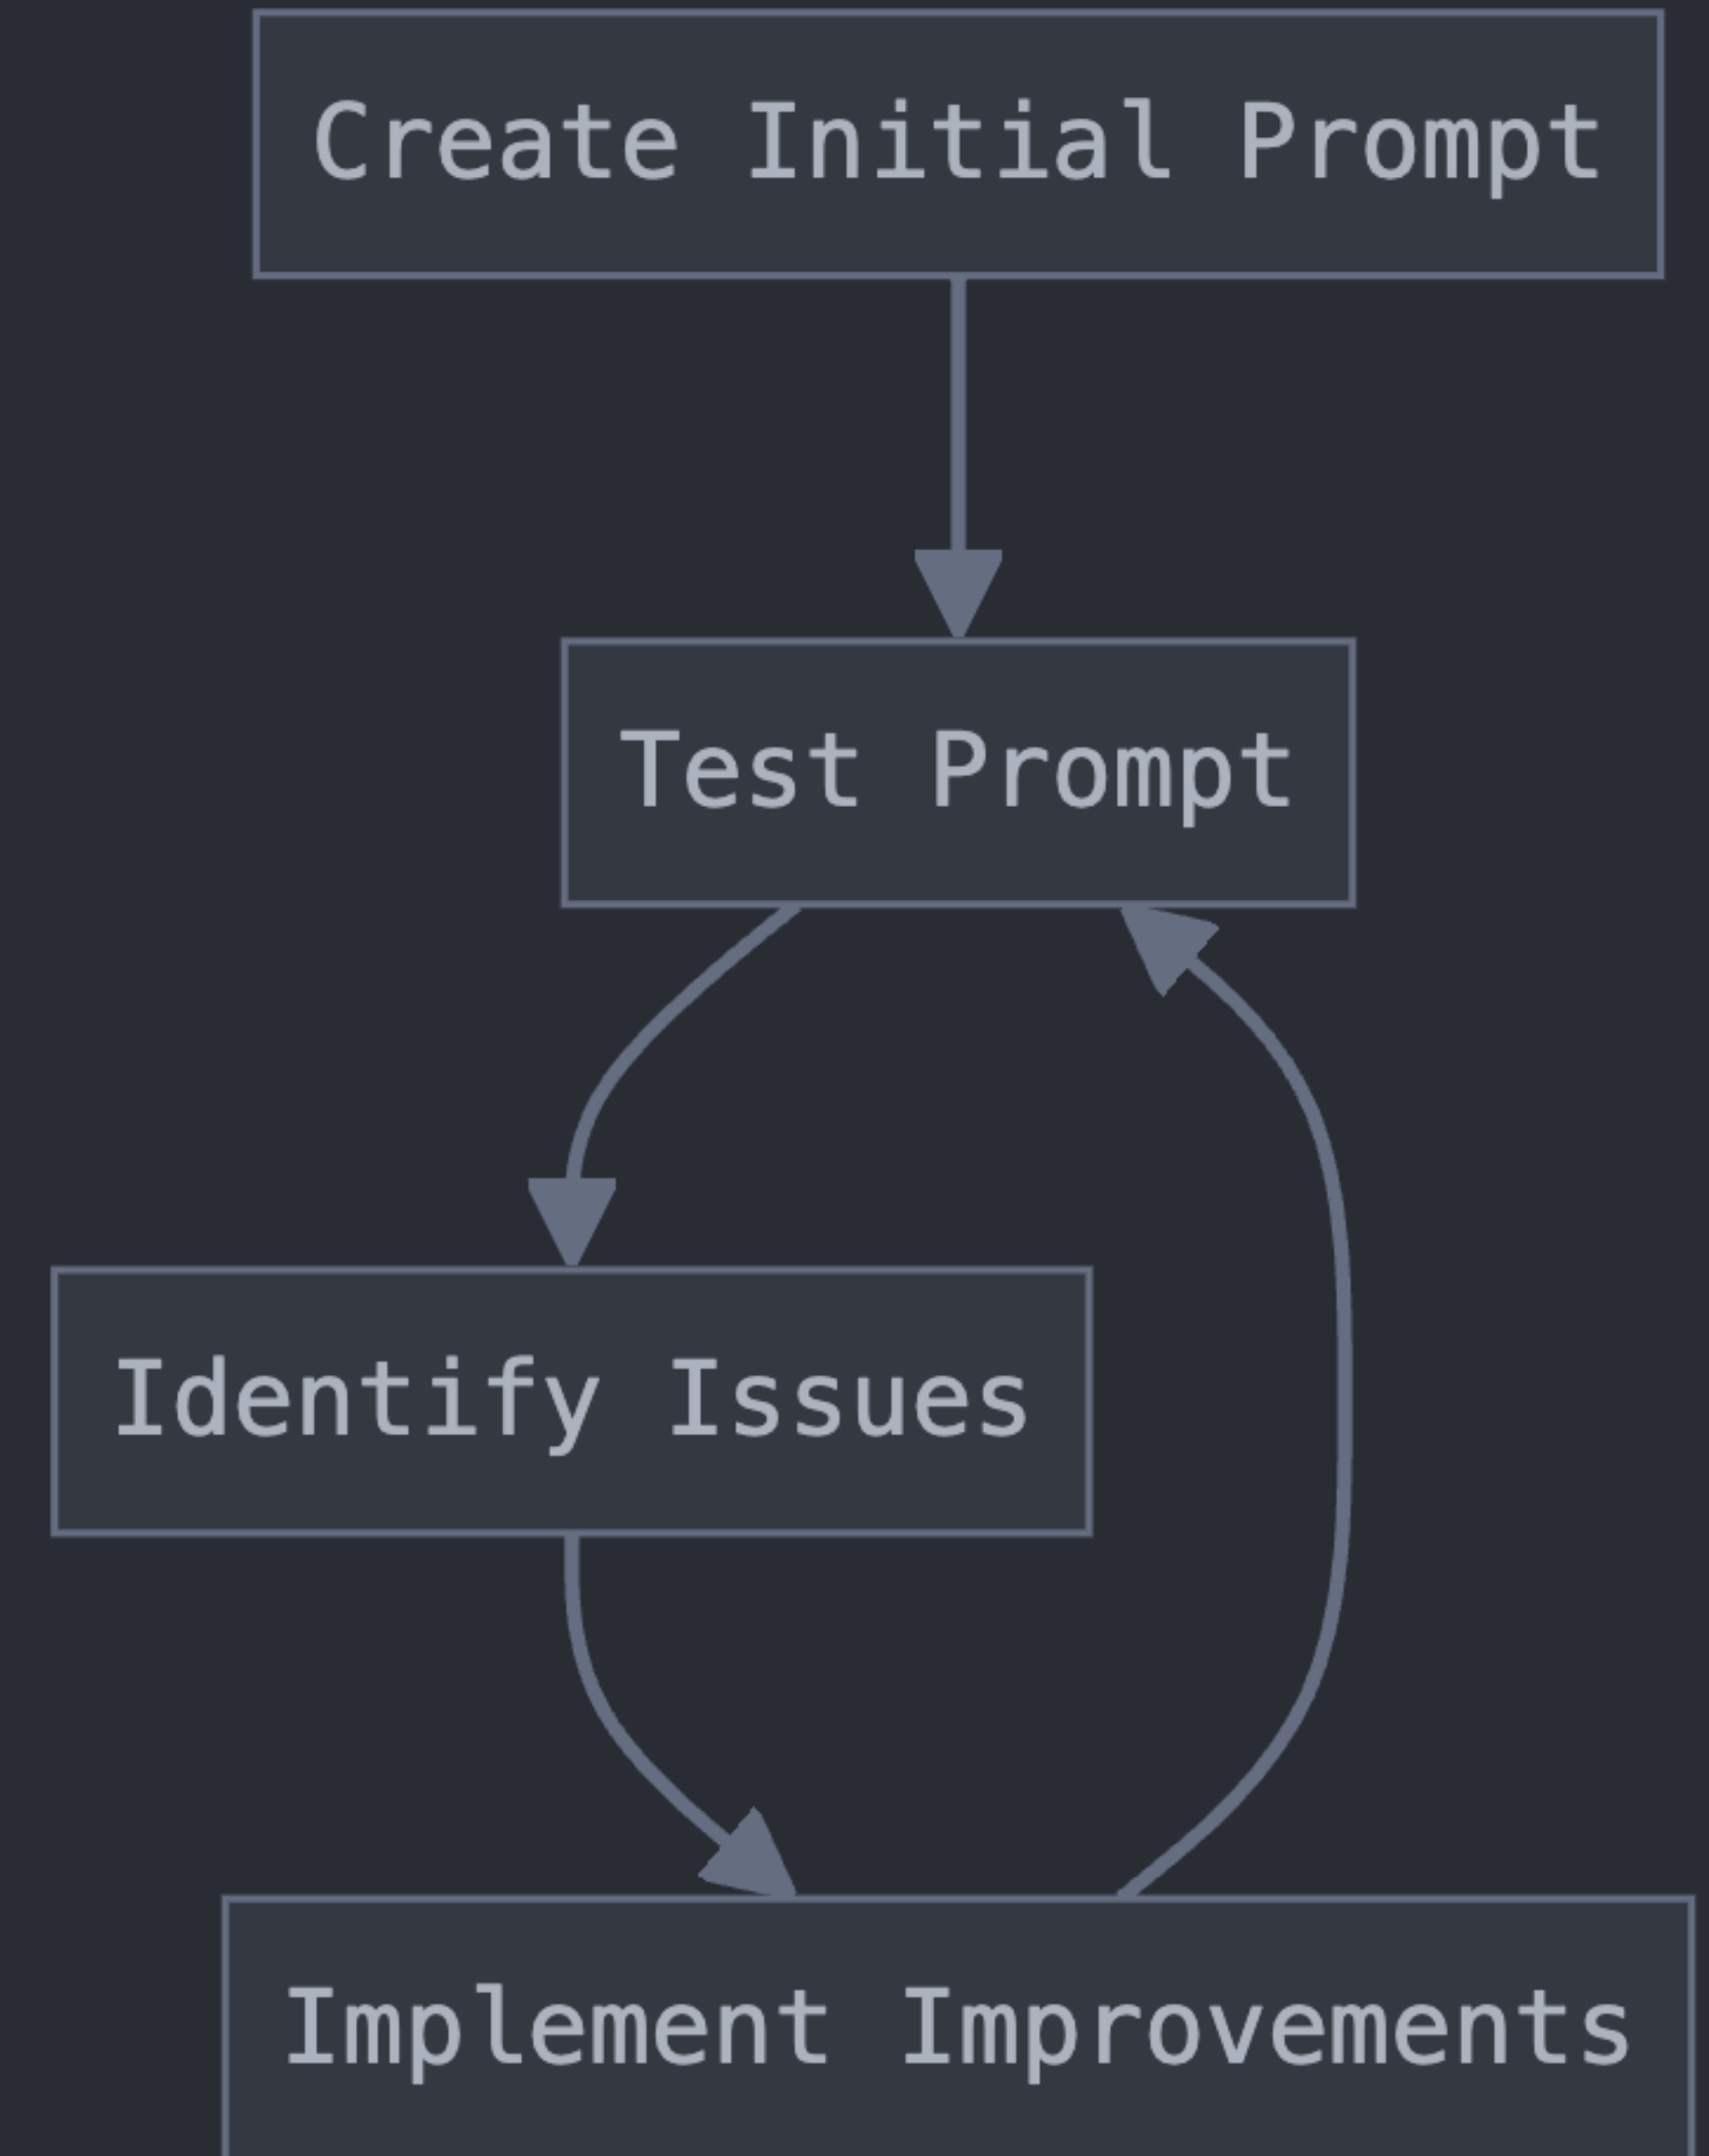 Create Initial Prompt
Test Prompt
Identify Issues
Implement Improvements